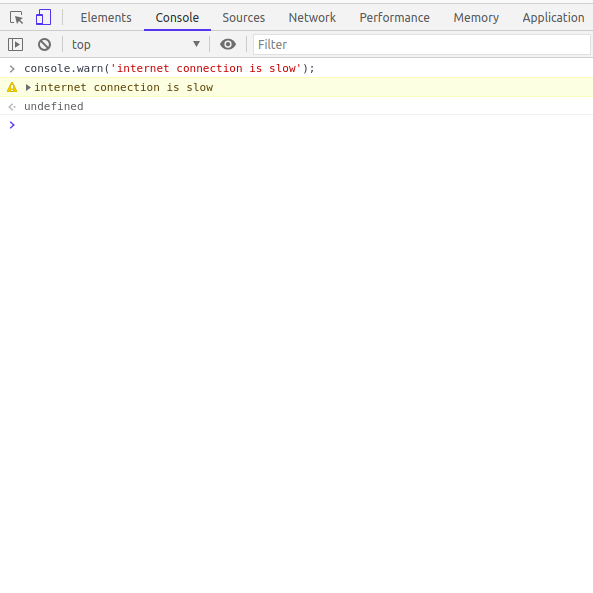 Elements Console Sources Network Performance Memory Application
top Filter
console.warn('internet connection is slow');
internet connection is slow
undefined